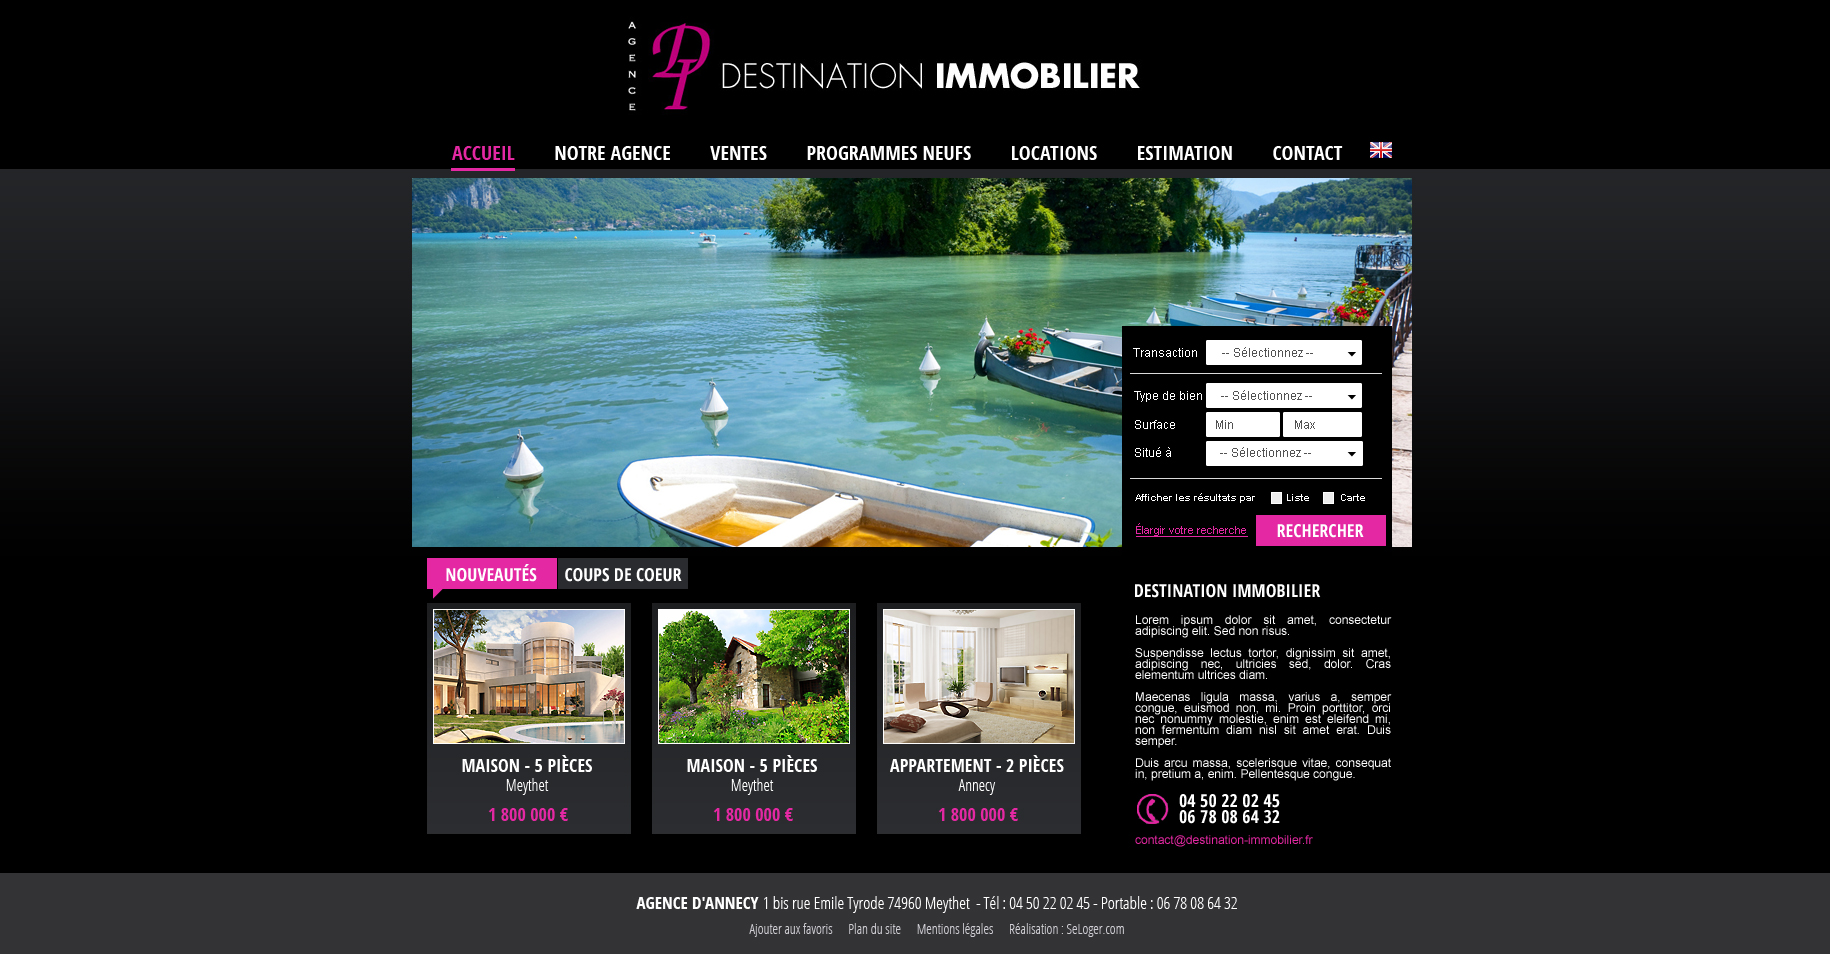 AGENCE
DI DESTINATION IMMOBILIER
ACCUEIL NOTRE AGENCE VENTES PROGRAMMES NEUFS LOCATIONS ESTIMATION CONTACT
Transaction -- Sélectionnez --
Type de bien -- Sélectionnez --
Surface Min Max
Situé à -- Sélectionnez --
Afficher les résultats par Liste Carte
Élargir votre recherche RECHERCHER
NOUVEAUTÉS COUPS DE COEUR
MAISON - 5 PIÈCES
Meythet
1 800 000 €
MAISON - 5 PIÈCES
Meythet
1 800 000 €
APPARTEMENT - 2 PIÈCES
Annecy
1 800 000 €
DESTINATION IMMOBILIER
Lorem ipsum dolor sit amet, consectetur
adipiscing elit. Sed non risus.
Suspendisse lectus tortor, dignissim sit amet,
adipiscing nec, ultricies sed, dolor. Cras
elementum ultrices diam.
Maecenas ligula massa, varius a, semper
congue, euismod non, mi. Proin porttitor, orci
nec nonummy molestie, enim est eleifend mi,
non fermentum diam nisl sit amet erat. Duis
semper.
Duis arcu massa, scelerisque vitae, consequat
in, pretium a, enim. Pellentesque congue.
04 50 22 02 45
06 78 08 64 32
contact@destination-immobilier.fr
AGENCE D'ANNECY 1 bis rue Emile Tyrode 74960 Meythet - Tél : 04 50 22 02 45 - Portable : 06 78 08 64 32
Ajouter aux favoris Plan du site Mentions légales Réalisation : SeLoger.com